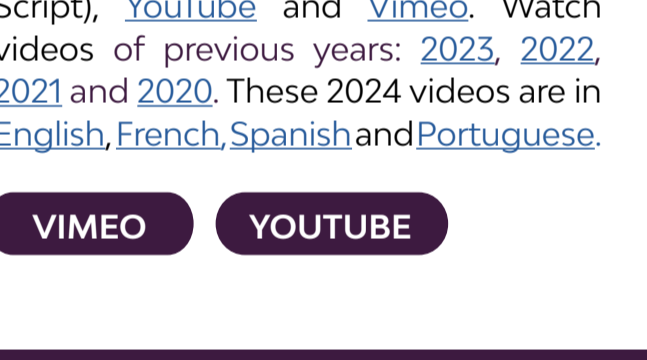 Script), YouTube and Vimeo. Watch
videos of previous years: 2023, 2022,
2021 and 2020. These 2024 videos are in
English, French, Spanish and Portuguese.
VIMEO YOUTUBE